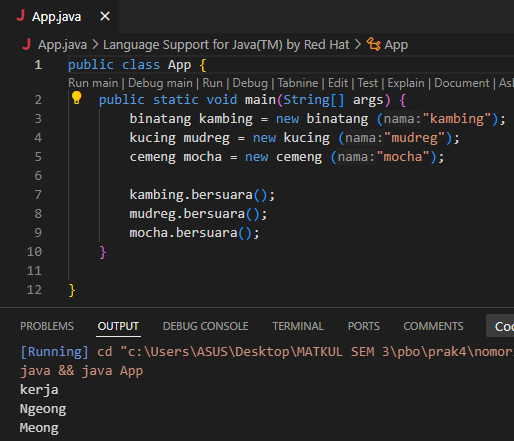 App.java
App.java > Language Support for Java(TM) by Red Hat > App
1 public class App {
Run main | Debug main | Run | Debug | Tabnine | Edit | Test | Explain | Document | As
2 public static void main(String[] args) {
3 binatang kambing = new binatang (nama:"kambing");
4 kucing mudreg = new kucing (nama:"mudreg");
5 cemeng mocha = new cemeng (nama:"mocha");
6
7 kambing.bersuara();
8 mudreg.bersuara();
9 mocha.bersuara();
10 }
11
12 }
PROBLEMS OUTPUT DEBUG CONSOLE TERMINAL PORTS COMMENTS Coc
[Running] cd "c:\Users\ASUS\Desktop\MATKUL SEM 3\pbo\prak4\nomor
java && java App
kerja
Ngeong
Meong